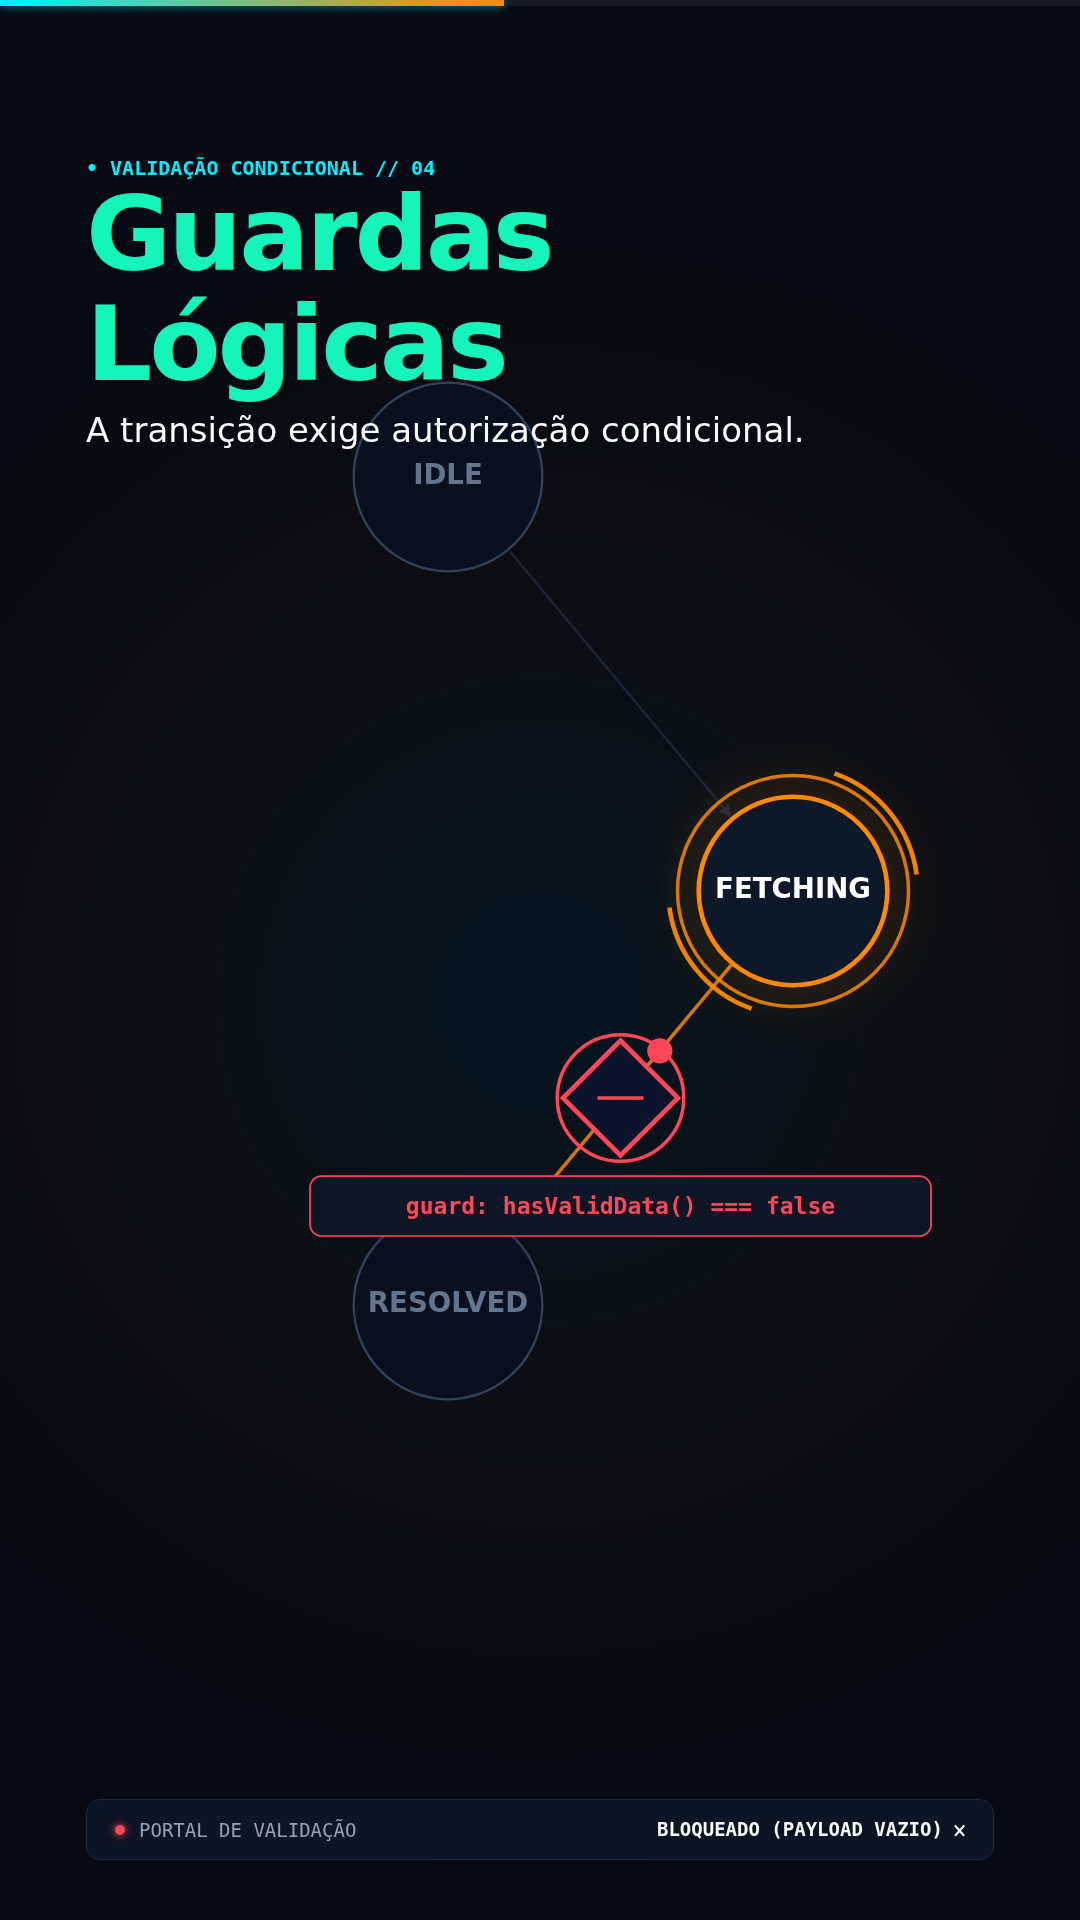 • VALIDAÇÃO CONDICIONAL // 04
Guardas
Lógicas
A transição exige autorização condicional.
IDLE
FETCHING
guard: hasValidData() === false
RESOLVED
PORTAL DE VALIDAÇÃO
BLOQUEADO (PAYLOAD VAZIO) ×